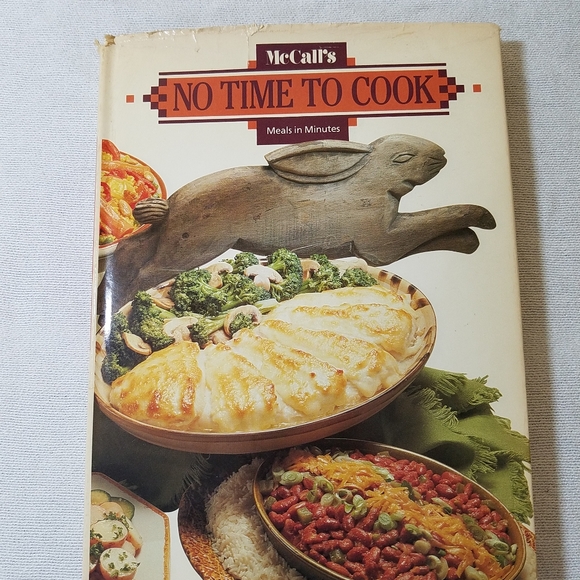 McCall's
NO TIME TO COOK
Meals in Minutes